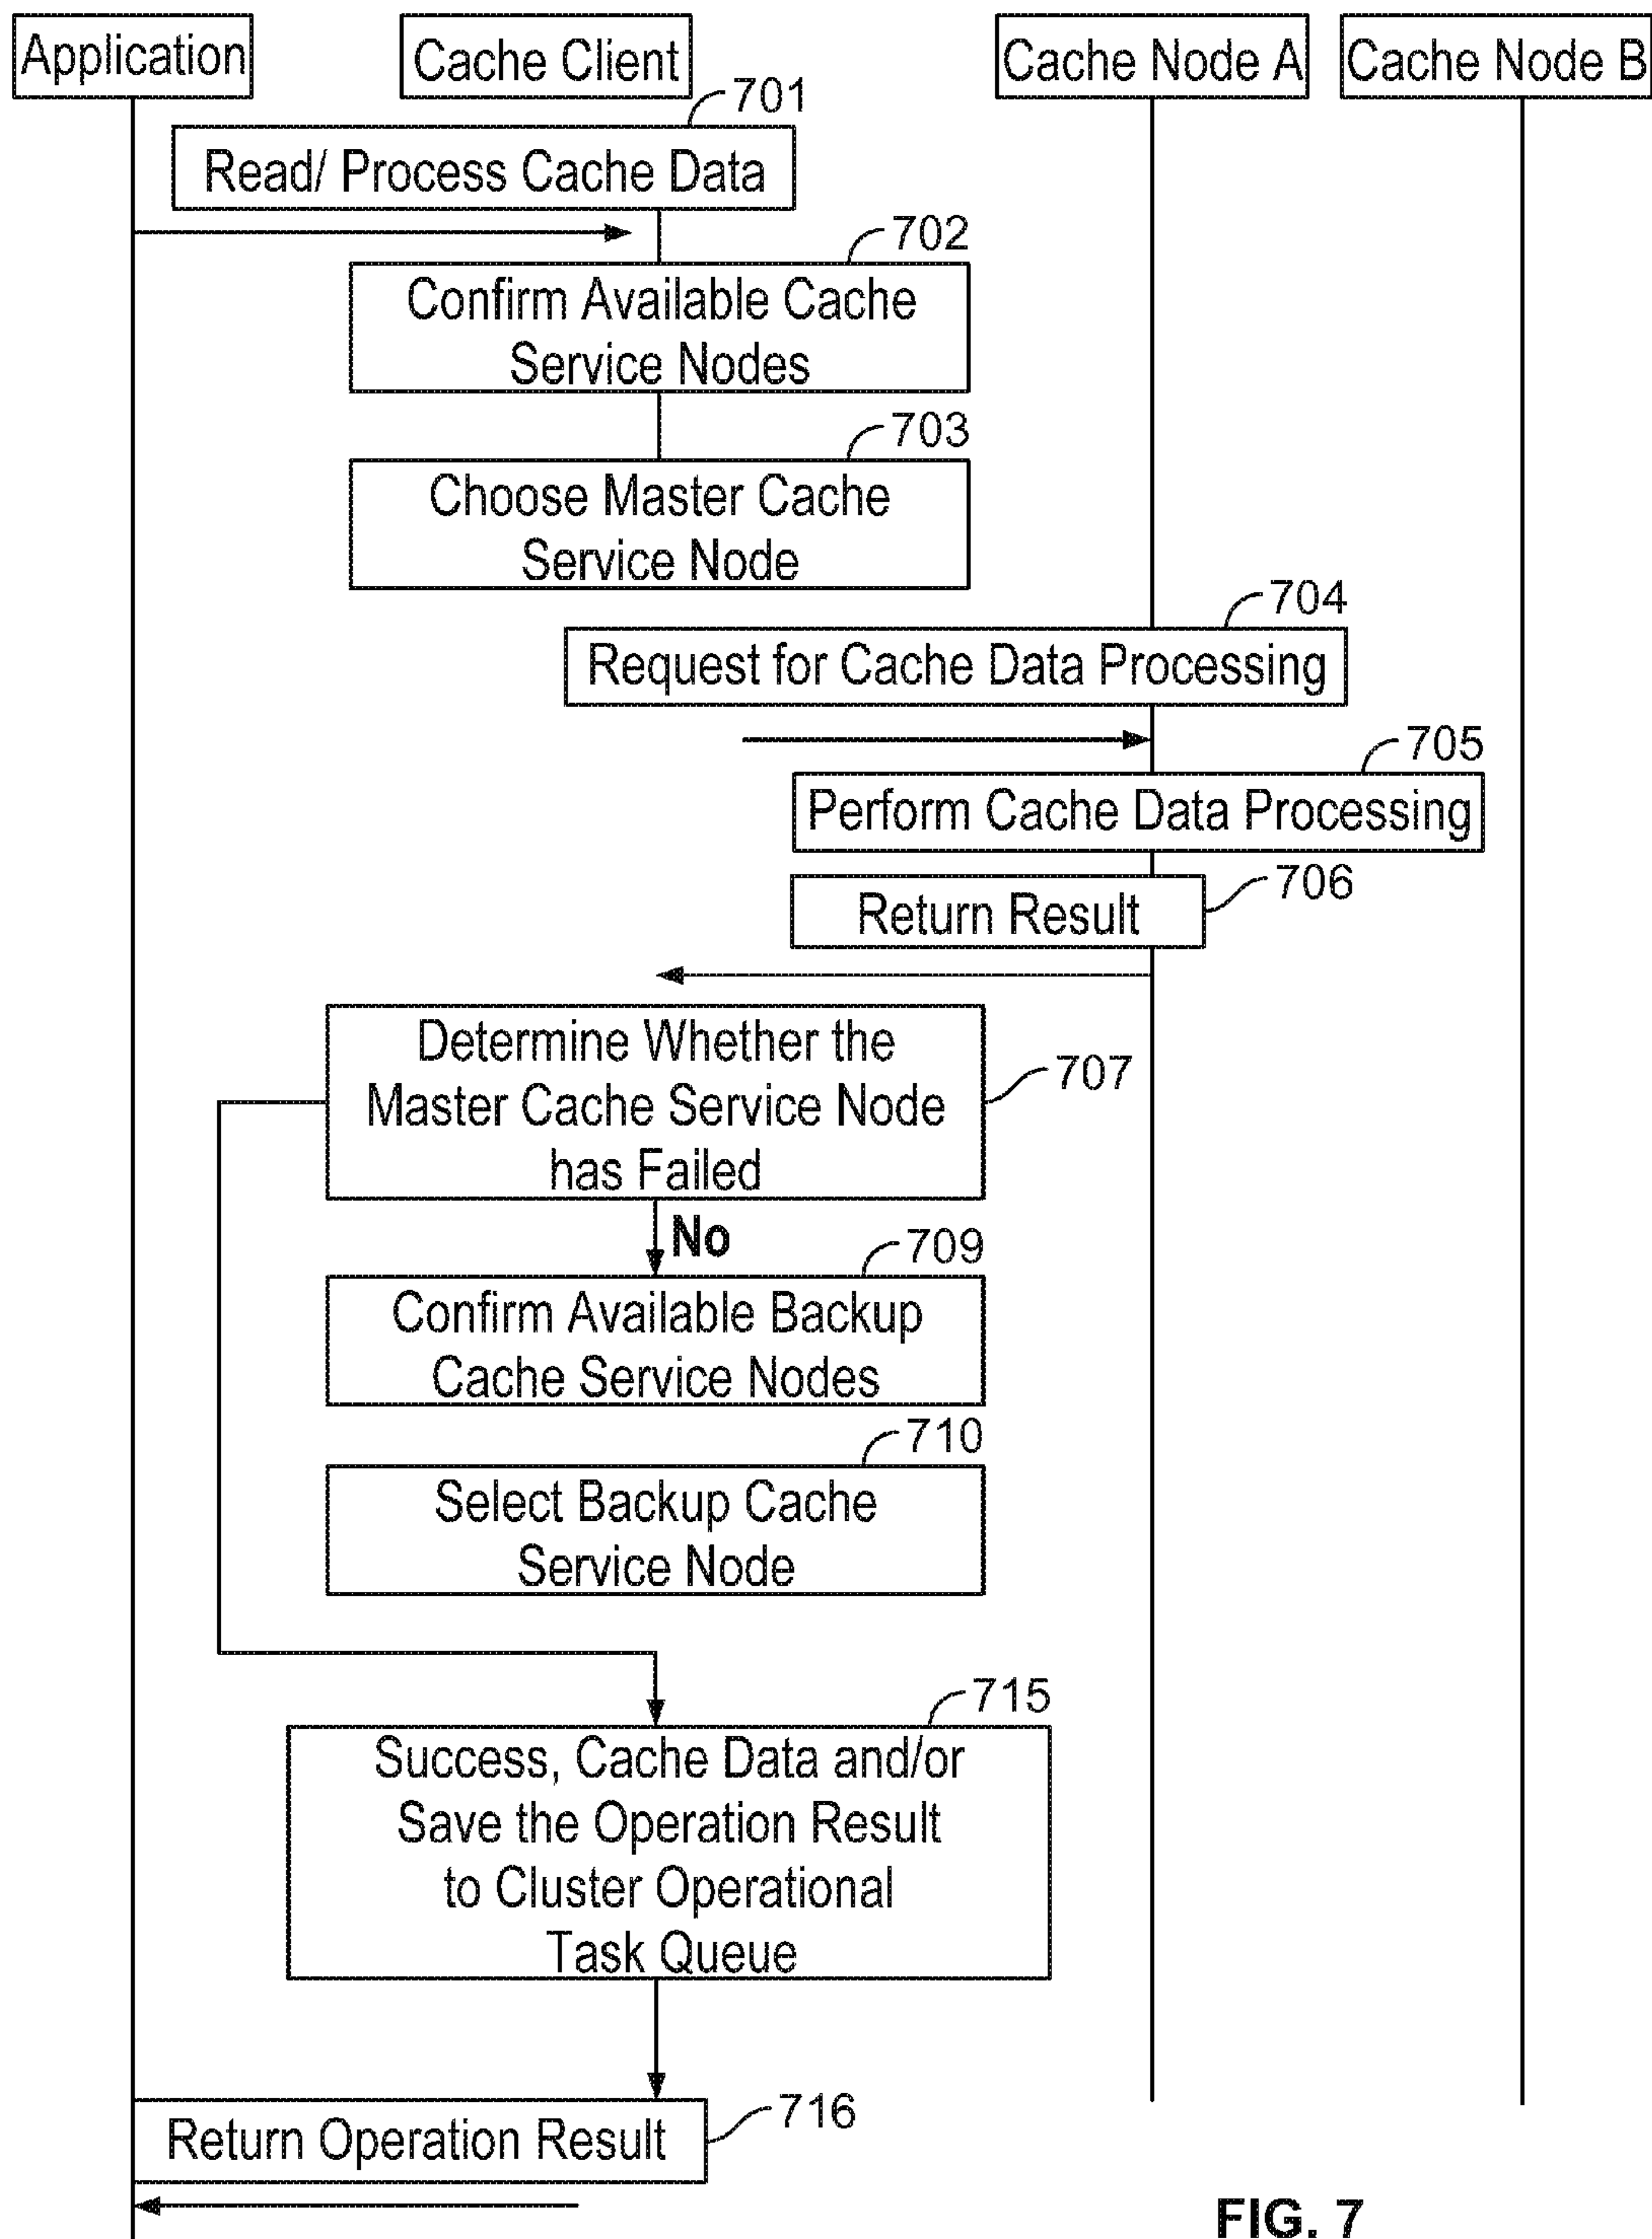 Application
Cache Client
Cache Node A
Cache Node B
701
Read/ Process Cache Data
702
Confirm Available Cache
Service Nodes
703
Choose Master Cache
Service Node
704
Request for Cache Data Processing
705
Perform Cache Data Processing
706
Return Result
Determine Whether the
Master Cache Service Node
has Failed
707
No
709
Confirm Available Backup
Cache Service Nodes
710
Select Backup Cache
Service Node
715
Success, Cache Data and/or
Save the Operation Result
to Cluster Operational
Task Queue
716
Return Operation Result
FIG. 7